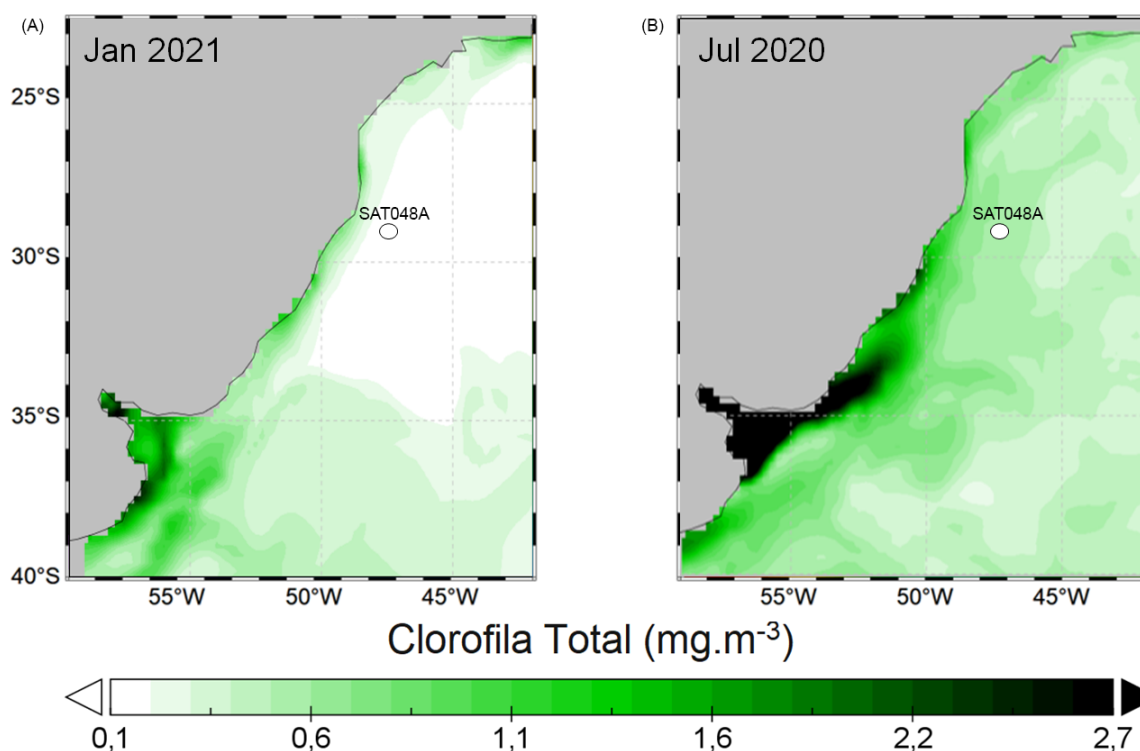 (A)
Jan 2021
25°S
30°S
35°S
40°S
SAT048A
55°W 50°W 45°W
(B)
Jul 2020
SAT048A
55°W 50°W 45°W
Clorofila Total (mg.m⁻³)
0,1 0,6 1,1 1,6 2,2 2,7